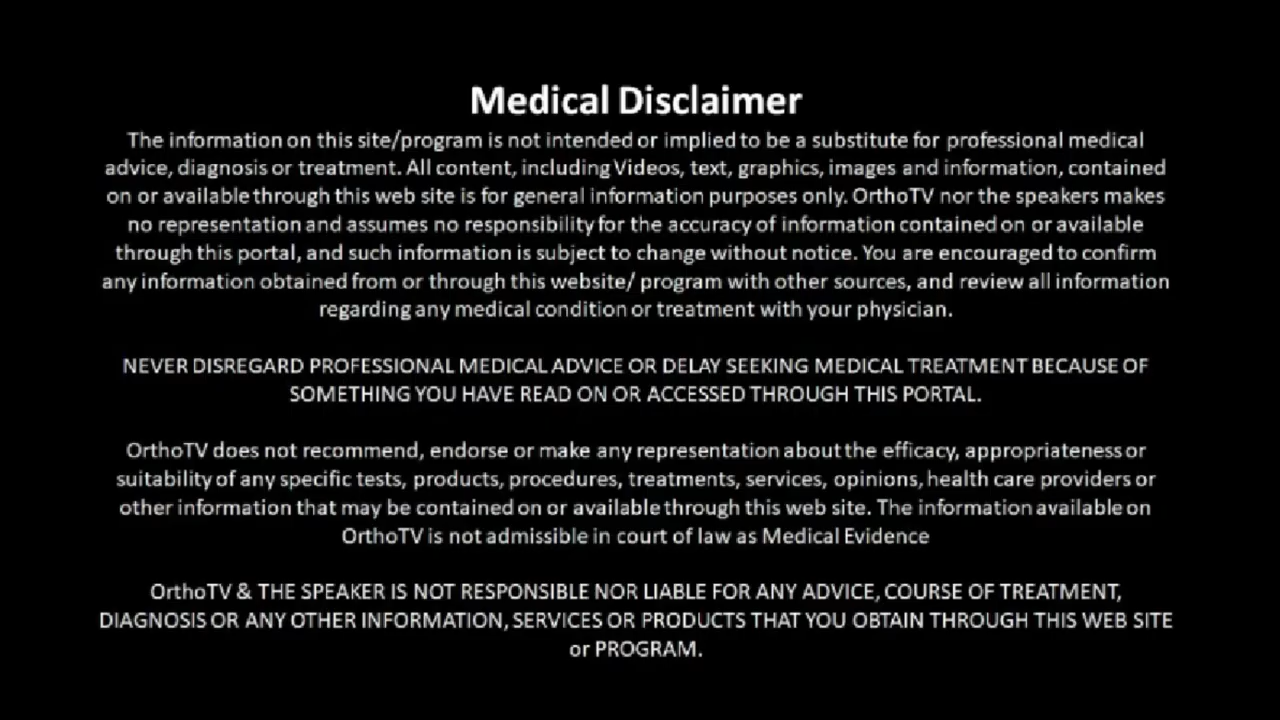 Medical Disclaimer
The information on this site/program is not intended or implied to be a substitute for professional medical
advice, diagnosis or treatment. All content, including Videos, text, graphics, images and information, contained
on or available through this web site is for general information purposes only. OrthoTV nor the speakers makes
no representation and assumes no responsibility for the accuracy of information contained on or available
through this portal, and such information is subject to change without notice. You are encouraged to confirm
any information obtained from or through this website/ program with other sources, and review all information
regarding any medical condition or treatment with your physician.
NEVER DISREGARD PROFESSIONAL MEDICAL ADVICE OR DELAY SEEKING MEDICAL TREATMENT BECAUSE OF
SOMETHING YOU HAVE READ ON OR ACCESSED THROUGH THIS PORTAL.
OrthoTV does not recommend, endorse or make any representation about the efficacy, appropriateness or
suitability of any specific tests, products, procedures, treatments, services, opinions, health care providers or
other information that may be contained on or available through this web site. The information available on
OrthoTV is not admissible in court of law as Medical Evidence
OrthoTV & THE SPEAKER IS NOT RESPONSIBLE NOR LIABLE FOR ANY ADVICE, COURSE OF TREATMENT,
DIAGNOSIS OR ANY OTHER INFORMATION, SERVICES OR PRODUCTS THAT YOU OBTAIN THROUGH THIS WEB SITE
or PROGRAM.